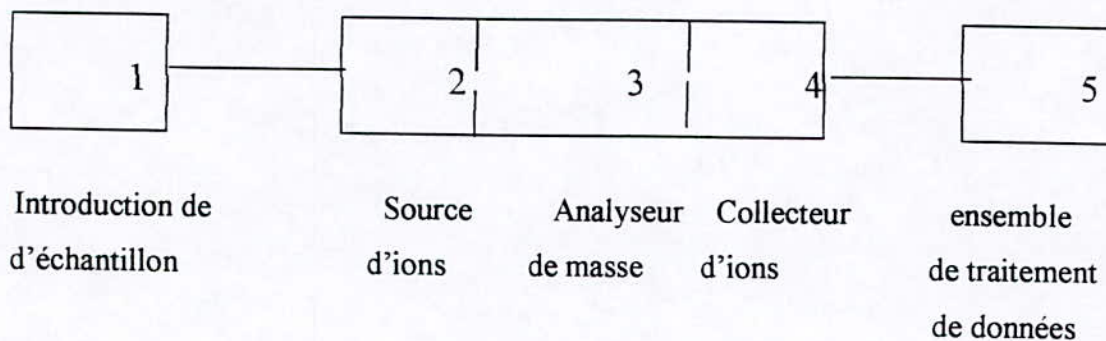 1
2
3
4
5
Introduction de
d'échantillon
Source
d'ions
Analyseur
de masse
Collecteur
d'ions
ensemble
de traitement
de données